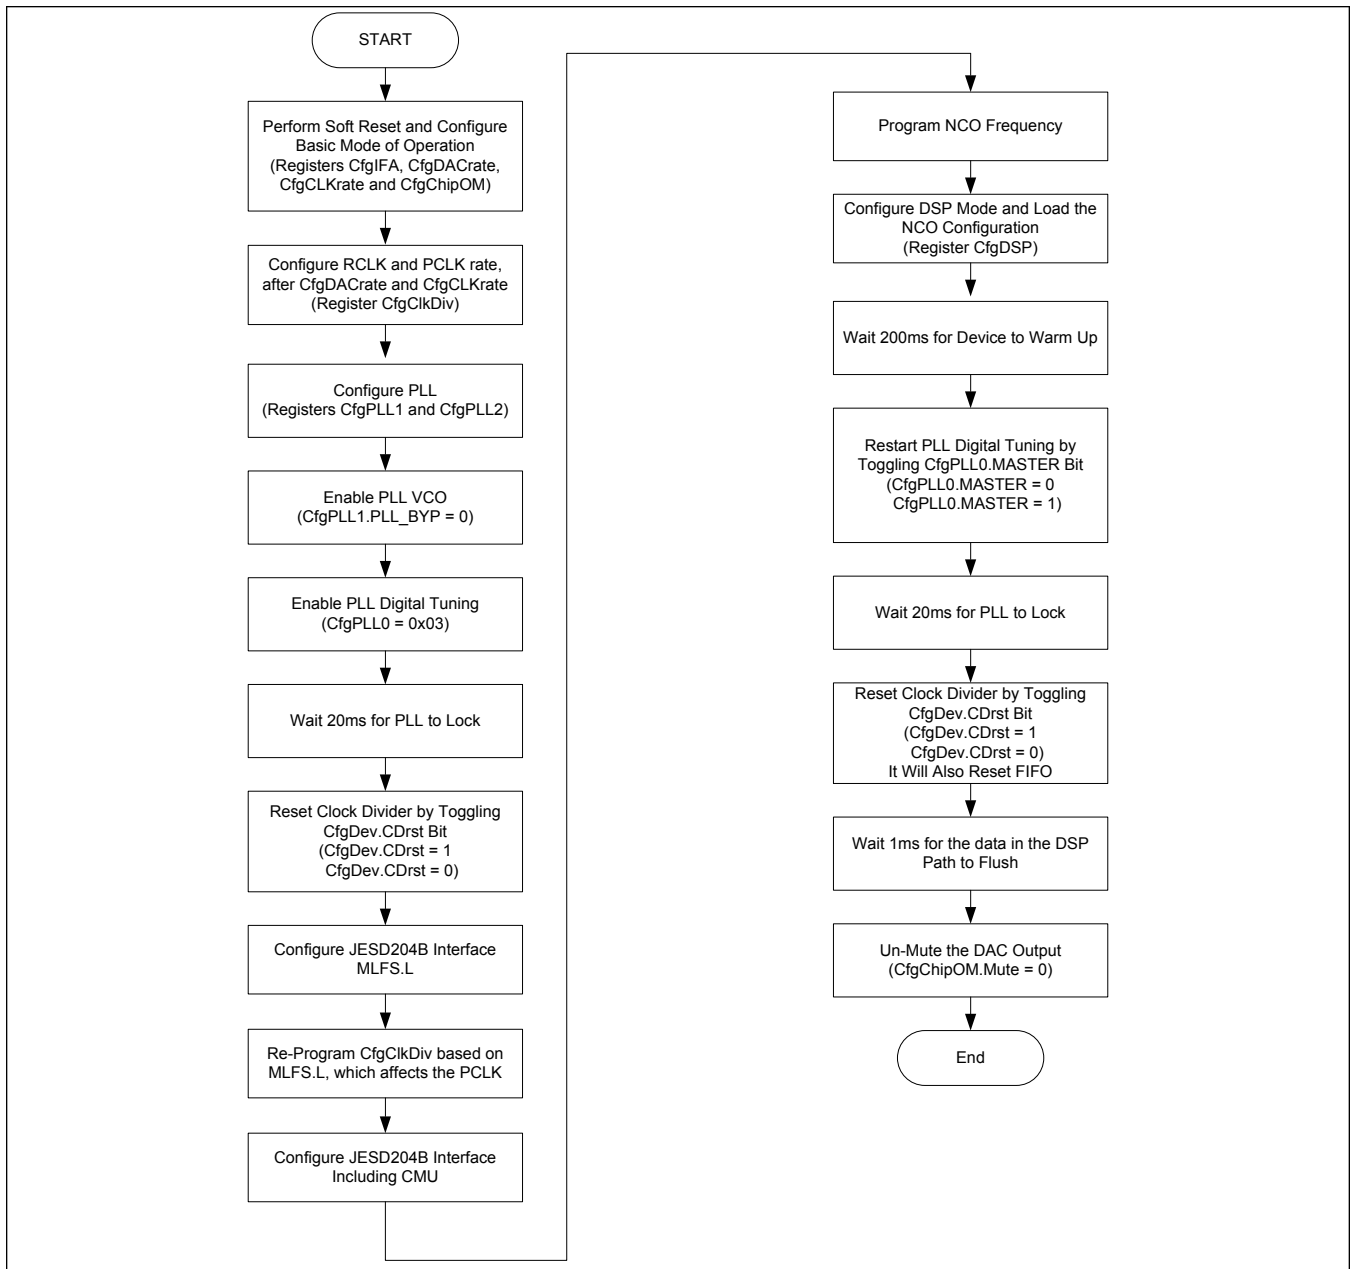 START
Perform Soft Reset and Configure
Basic Mode of Operation
(Registers CfgIFA, CfgDACrate,
CfgCLKrate and CfgChipOM)
Configure RCLK and PCLK rate,
after CfgDACrate and CfgCLKrate
(Register CfgClkDiv)
Configure PLL
(Registers CfgPLL1 and CfgPLL2)
Enable PLL VCO
(CfgPLL1.PLL_BYP = 0)
Enable PLL Digital Tuning
(CfgPLL0 = 0x03)
Wait 20ms for PLL to Lock
Reset Clock Divider by Toggling
CfgDev.CDrst Bit
(CfgDev.CDrst = 1
CfgDev.CDrst = 0)
Configure JESD204B Interface
MLFS.L
Re-Program CfgClkDiv based on
MLFS.L, which affects the PCLK
Configure JESD204B Interface
Including CMU
Program NCO Frequency
Configure DSP Mode and Load the
NCO Configuration
(Register CfgDSP)
Wait 200ms for Device to Warm Up
Restart PLL Digital Tuning by
Toggling CfgPLL0.MASTER Bit
(CfgPLL0.MASTER = 0
CfgPLL0.MASTER = 1)
Wait 20ms for PLL to Lock
Reset Clock Divider by Toggling
CfgDev.CDrst Bit
(CfgDev.CDrst = 1
CfgDev.CDrst = 0)
It Will Also Reset FIFO
Wait 1ms for the data in the DSP
Path to Flush
Un-Mute the DAC Output
(CfgChipOM.Mute = 0)
End